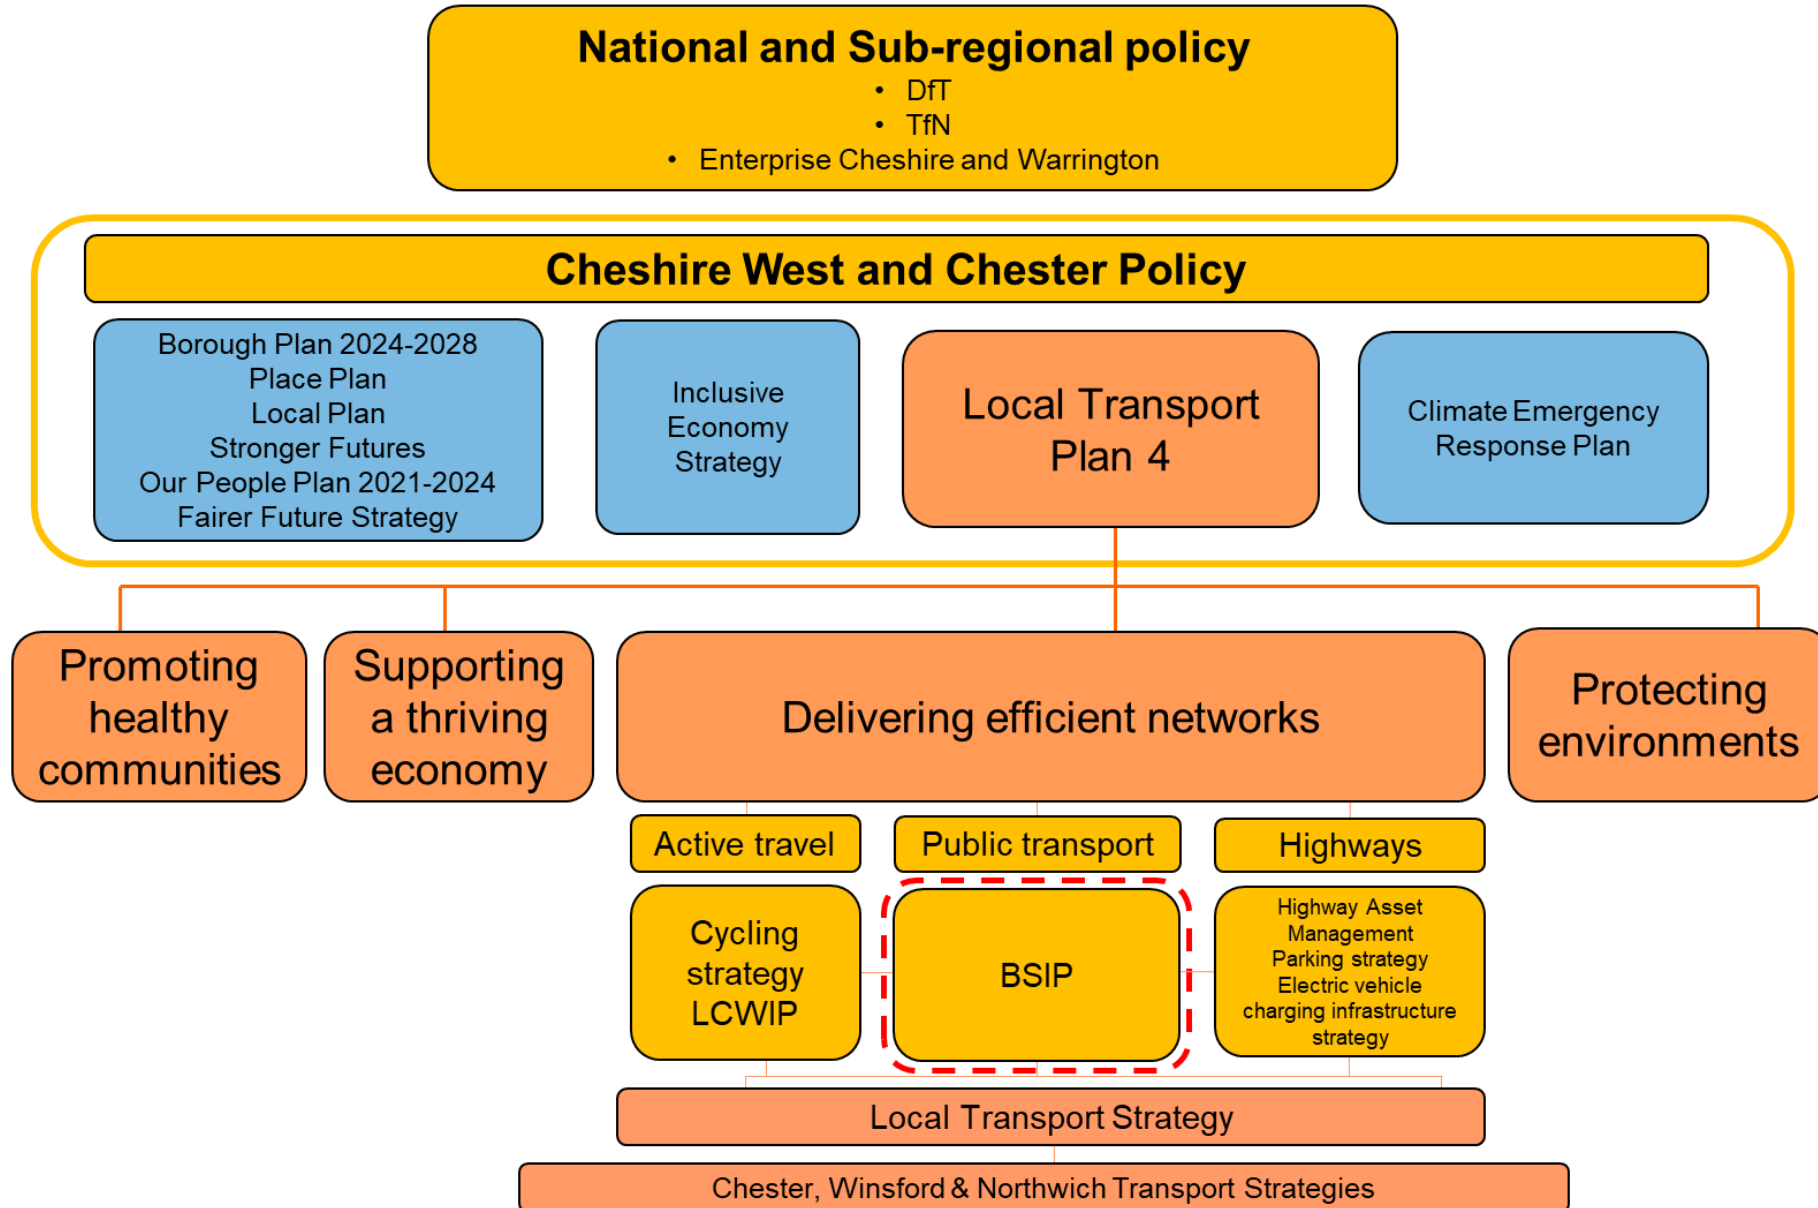 National and Sub-regional policy
• DfT
• TfN
• Enterprise Cheshire and Warrington
Cheshire West and Chester Policy
Borough Plan 2024-2028
Place Plan
Local Plan
Stronger Futures
Our People Plan 2021-2024
Fairer Future Strategy
Inclusive
Economy
Strategy
Local Transport
Plan 4
Climate Emergency
Response Plan
Promoting
healthy
communities
Supporting
a thriving
economy
Delivering efficient networks
Protecting
environments
Active travel
Public transport
Highways
Cycling
strategy
LCWIP
BSIP
Highway Asset
Management
Parking strategy
Electric vehicle
charging infrastructure
strategy
Local Transport Strategy
Chester, Winsford & Northwich Transport Strategies